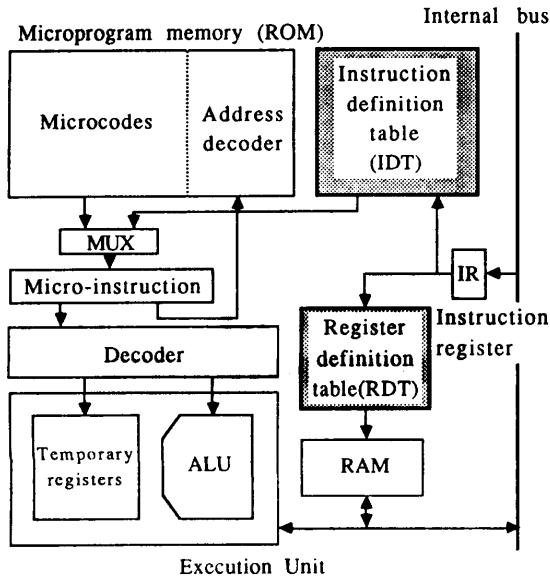 Internal bus
Microprogram memory (ROM)
Microcodes
Address
decoder
Instruction
definition
table
(IDT)
MUX
Micro-instruction
IR
Instruction
register
Decoder
Register
definition
table(RDT)
Temporary
registers
ALU
RAM
Execution Unit